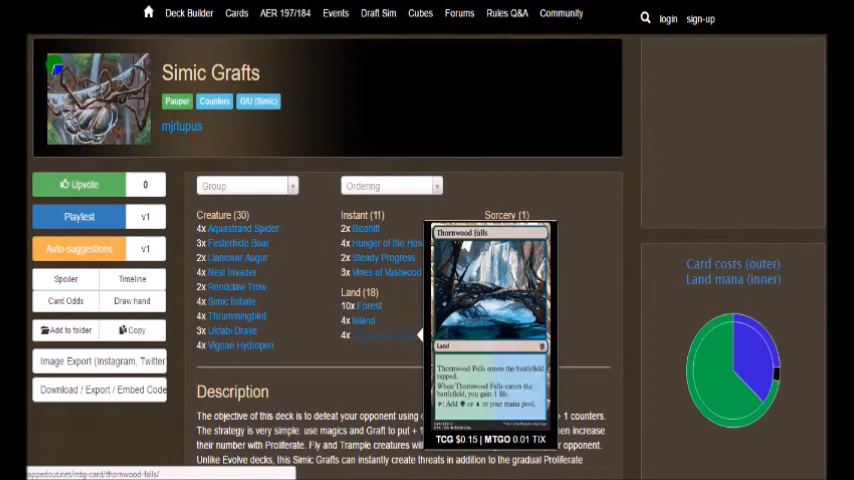 Deck Builder Cards AER 197/184 Events Draft Sim Cubes Forums Rules Q&A Community login sign-up
Simic Grafts
Pauper Counters G/U (Simic)
mjrlupus
Upvote 0
Playtest v1
Auto-suggestions v1
Spoiler Timeline
Card Odds Draw hand
Add to folder Copy
Image Export (Instagram, Twitter
Download / Export / Embed Code
Group
Ordering
Creature (30)
4x Aquastrand Spider
3x Festerhide Boar
2x Llanowar Augur
4x Nest Invader
2x Rendclaw Trow
4x Simic Initiate
4x Thrummingbird
3x Uktabi Drake
4x Vigean Hydropon
Instant (11)
2x Bioshift
4x Hunger of the How
2x Steady Progress
3x Vines of Vastwood
Land (18)
10x Forest
4x Island
4x
Sorcery (1)
Thornwood Falls
Land
Thornwood Falls enters the battlefield
tapped.
When Thornwood Falls enters the
battlefield, you gain 1 life.
: Add or to your mana pool.
TCG $0.15 | MTGO 0.01 TIX
Card costs (outer)
Land mana (inner)
Description
The objective of this deck is to defeat your opponent using + 1 counters.
The strategy is very simple: use magics and Graft to put + 1 then increase
their number with Proliferate. Fly and Trample creatures will opponent.
Unlike Evolve decks, this Simic Grafts can instantly create threats in addition to the gradual Proliferate
appedout.net/mtg-card/thornwood-falls/